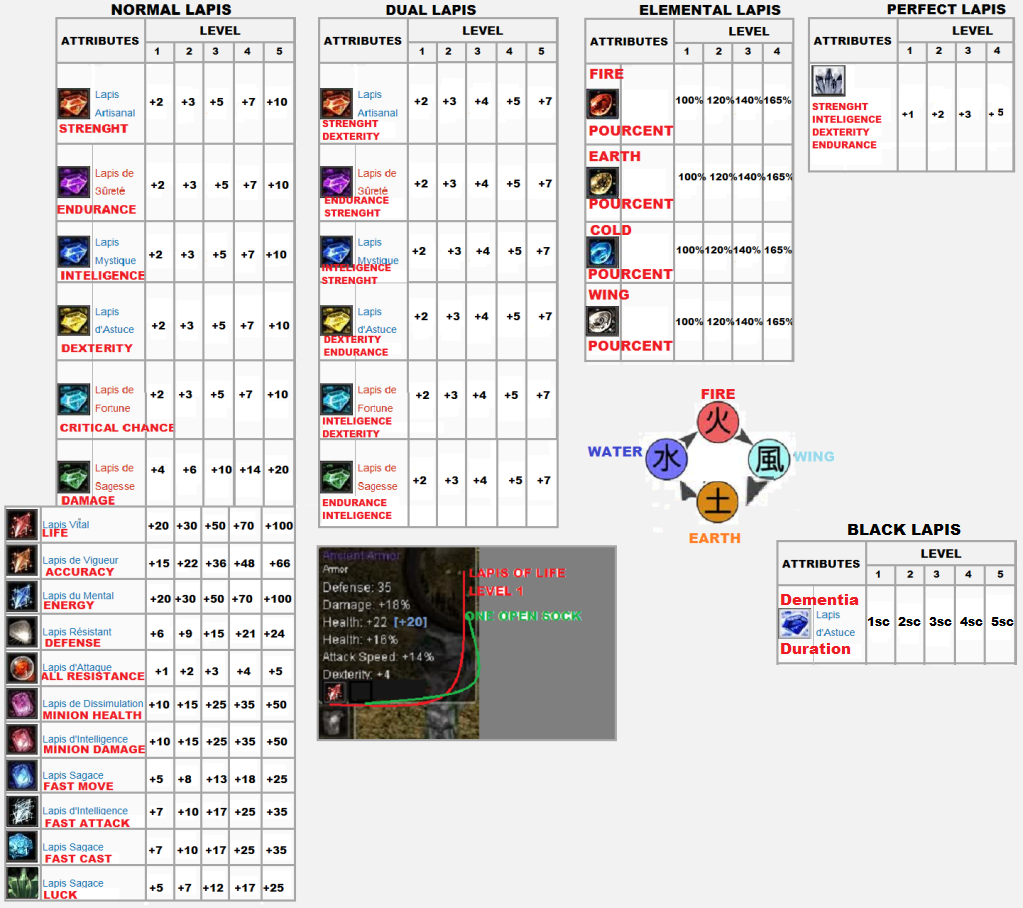 NORMAL LAPIS
ATTRIBUTES LEVEL
1 2 3 4 5
Lapis
Artisanal
STRENGHT
+2 +3 +5 +7 +10
Lapis de
Sûreté
ENDURANCE
+2 +3 +5 +7 +10
Lapis
Mystique
INTELIGENCE
+2 +3 +5 +7 +10
Lapis
d'Astuce
DEXTERITY
+2 +3 +5 +7 +10
Lapis de
Fortune
CRITICAL CHANCE
+2 +3 +5 +7 +10
Lapis de
Sagesse
DAMAGE
+4 +6 +10 +14 +20
Lapis Vital
LIFE
+20 +30 +50 +70 +100
Lapis de Vigueur
ACCURACY
+15 +22 +36 +48 +66
Lapis du Mental
ENERGY
+20 +30 +50 +70 +100
Lapis Résistant
DEFENSE
+6 +9 +15 +21 +24
Lapis d'Attaque
ALL RESISTANCE
+1 +2 +3 +4 +5
Lapis de Dissimulation
MINION HEALTH
+10 +15 +25 +35 +50
Lapis d'Intelligence
MINION DAMAGE
+10 +15 +25 +35 +50
Lapis Sagace
FAST MOVE
+5 +8 +13 +18 +25
Lapis d'Intelligence
FAST ATTACK
+7 +10 +17 +25 +35
Lapis Sagace
FAST CAST
+7 +10 +17 +25 +35
Lapis Sagace
LUCK
+5 +7 +12 +17 +25
DUAL LAPIS
ATTRIBUTES LEVEL
1 2 3 4 5
Lapis
Artisanal
STRENGHT
DEXTERITY
+2 +3 +4 +5 +7
Lapis de
Sûreté
ENDURANCE
STRENGHT
+2 +3 +4 +5 +7
Lapis
Mystique
INTELIGENCE
STRENGHT
+2 +3 +4 +5 +7
Lapis
d'Astuce
DEXTERITY
ENDURANCE
+2 +3 +4 +5 +7
Lapis de
Fortune
INTELIGENCE
DEXTERITY
+2 +3 +4 +5 +7
Lapis de
Sagesse
ENDURANCE
INTELIGENCE
+2 +3 +4 +5 +7
Ancient Armor
Armor
Defense: 35
Damage: +18%
Health: +22 [+20]
Health: +16%
Attack Speed: +14%
Dexterity: +4
LAPIS OF LIFE
LEVEL 1
ONE OPEN SOCK
ELEMENTAL LAPIS
ATTRIBUTES LEVEL
1 2 3 4
FIRE
POURCENT
100% 120% 140% 165%
EARTH
POURCENT
100% 120% 140% 165%
COLD
POURCENT
100% 120% 140% 165%
WING
POURCENT
100% 120% 140% 165%
PERFECT LAPIS
ATTRIBUTES LEVEL
1 2 3 4
STRENGHT
INTELIGENCE
DEXTERITY
ENDURANCE
+1 +2 +3 + 5
FIRE
火
WATER 水 風 WING
土
EARTH
BLACK LAPIS
ATTRIBUTES LEVEL
1 2 3 4 5
Dementia
Lapis
d'Astuce
Duration
1sc 2sc 3sc 4sc 5sc